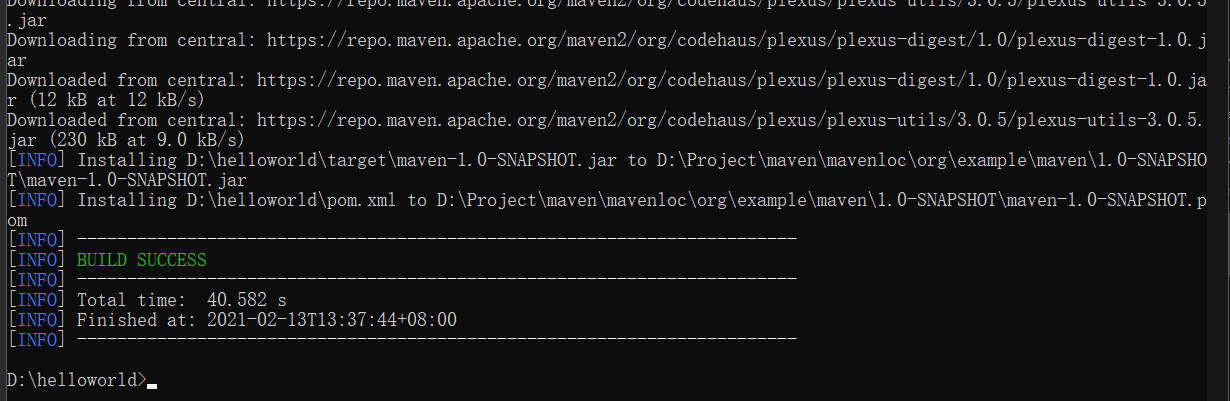 Downloading from central: https://repo.maven.apache.org/maven2/org/codehaus/plexus/plexus-utils/3.0.5/plexus-utils-3.0.5
.jar
Downloading from central: https://repo.maven.apache.org/maven2/org/codehaus/plexus/plexus-digest/1.0/plexus-digest-1.0.j
ar
Downloaded from central: https://repo.maven.apache.org/maven2/org/codehaus/plexus/plexus-digest/1.0/plexus-digest-1.0.ja
r (12 kB at 12 kB/s)
Downloaded from central: https://repo.maven.apache.org/maven2/org/codehaus/plexus/plexus-utils/3.0.5/plexus-utils-3.0.5.
jar (230 kB at 9.0 kB/s)
[INFO] Installing D:\helloworld\target\maven-1.0-SNAPSHOT.jar to D:\Project\maven\mavenloc\org\example\maven\1.0-SNAPSHO
T\maven-1.0-SNAPSHOT.jar
[INFO] Installing D:\helloworld\pom.xml to D:\Project\maven\mavenloc\org\example\maven\1.0-SNAPSHOT\maven-1.0-SNAPSHOT.p
om
[INFO] ------------------------------------------------------------------------
[INFO] BUILD SUCCESS
[INFO] ------------------------------------------------------------------------
[INFO] Total time:  40.582 s
[INFO] Finished at: 2021-02-13T13:37:44+08:00
[INFO] ------------------------------------------------------------------------
D:\helloworld>